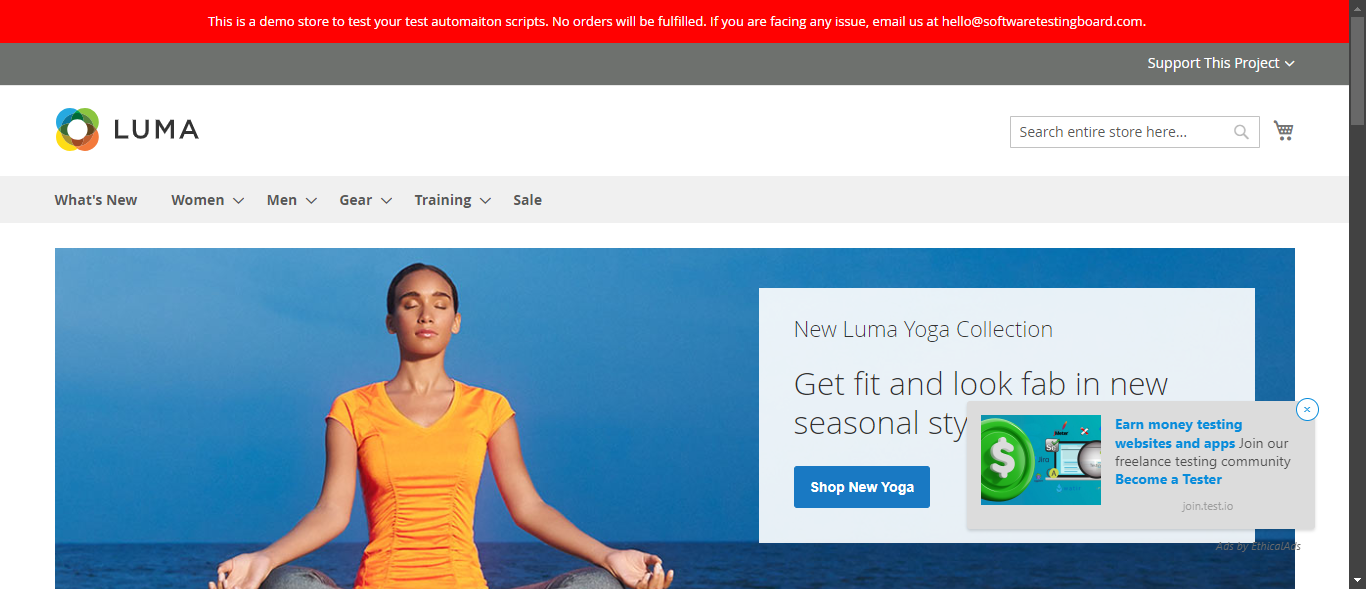 This is a demo store to test your test automaiton scripts. No orders will be fulfilled. If you are facing any issue, email us at hello@softwaretestingboard.com.
Support This Project
LUMA
Search entire store here...
What's New Women Men Gear Training Sale
New Luma Yoga Collection
Get fit and look fab in new
seasonal sty
Shop New Yoga
Earn money testing
websites and apps Join our
freelance testing community
Become a Tester
join.test.io
Ads by EthicalAds